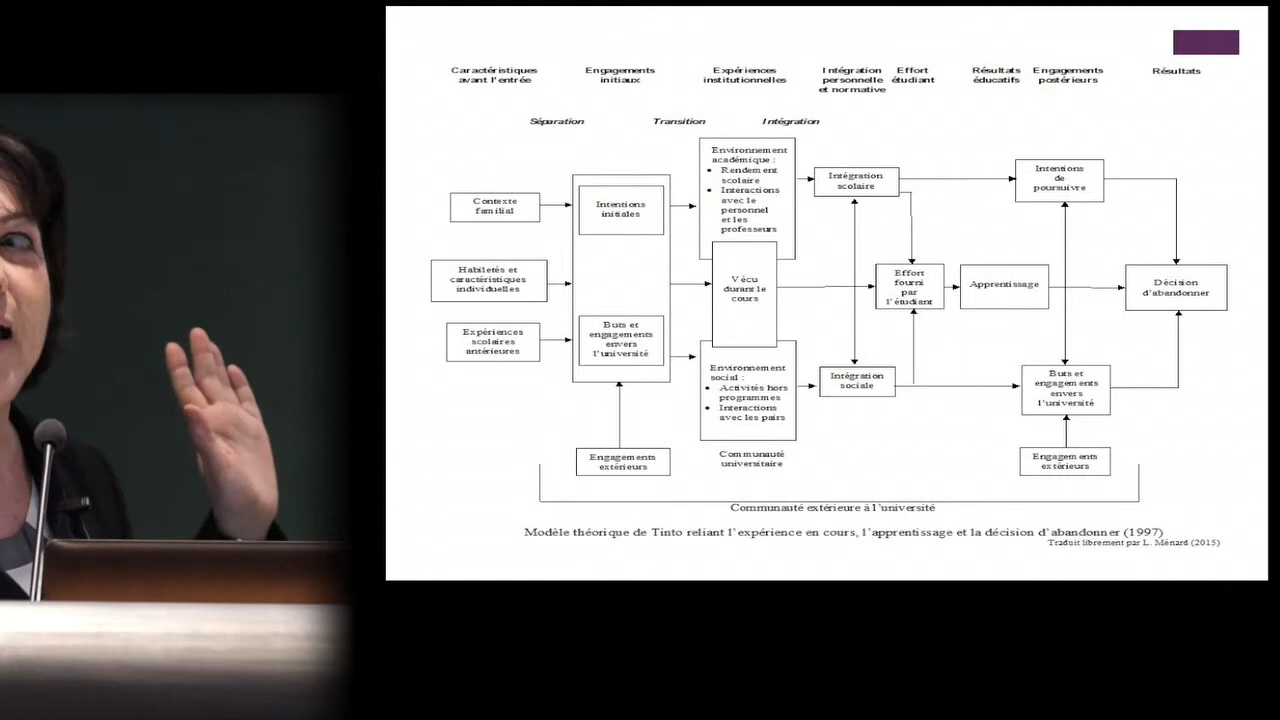 Caractéristiques
avant l'entrée
Engagements
initiaux
Expériences
institutionnelles
Intégration
personnelle
et normative
Effort
étudiant
Résultats
éducatifs
Engagements
postérieurs
Résultats
Séparation
Transition
Intégration
Contexte
familial
Habiletés et
caractéristiques
individuelles
Expériences
scolaires
antérieures
Intentions
initiales
Buts et
engagements
envers
l'université
Engagements
extérieurs
Environnement
académique :
• Rendement
scolaire
• Interactions
avec le
personnel
et les
professeurs
Vécu
durant le
cours
Environnement
social :
• Activités hors
programmes
• Interactions
avec les pairs
Communauté
universitaire
Intégration
scolaire
Intégration
sociale
Effort
fourni
par
l'étudiant
Apprentissage
Intentions
de
poursuivre
Buts et
engagements
envers
l'université
Engagements
extérieurs
Décision
d'abandonner
Communauté extérieure à l'université
Modèle théorique de Tinto reliant l'expérience en cours, l'apprentissage et la décision d'abandonner (1997)
Traduit librement par L. Ménard (2015)